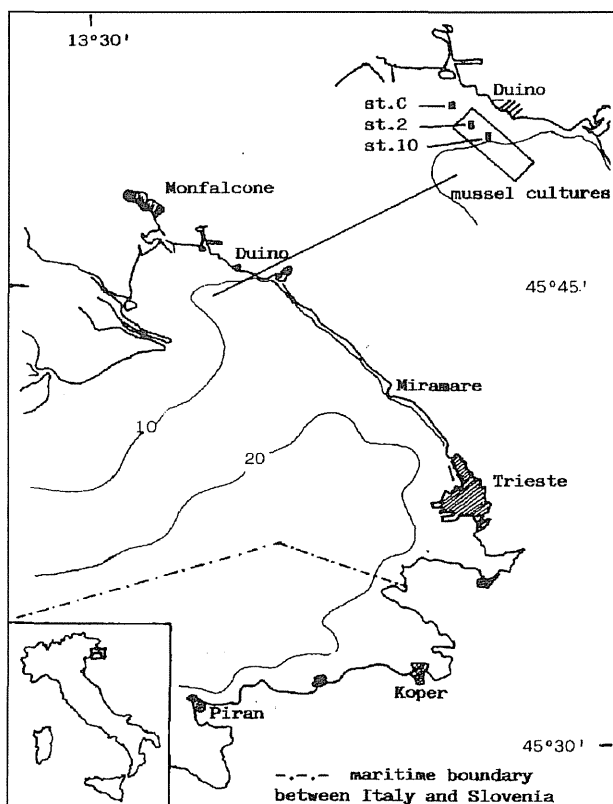 13°30'
Duino
st.C
st.2
st.10
mussel cultures
Monfalcone
Duino
45°45'
Miramare
10
20
Trieste
Koper
Piran
45°30'
-.-.- maritime boundary
between Italy and Slovenia